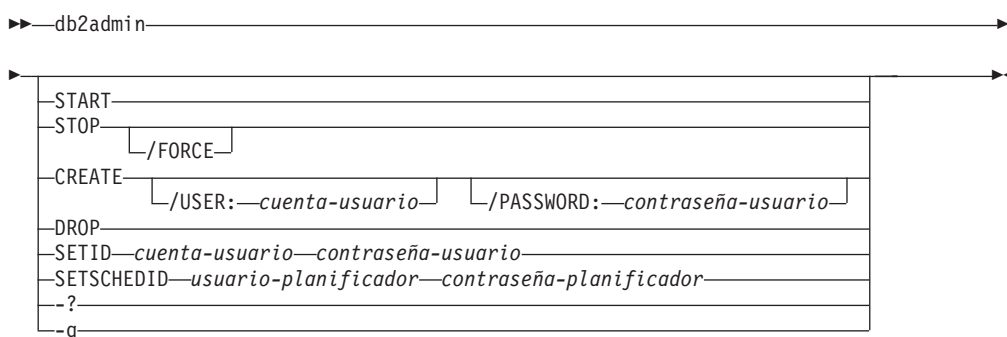 db2admin
START
STOP
/FORCE
CREATE
/USER: cuenta-usuario /PASSWORD: contraseña-usuario
DROP
SETID cuenta-usuario contraseña-usuario
SETSCHEDID usuario-planificador contraseña-planificador
-?
-q